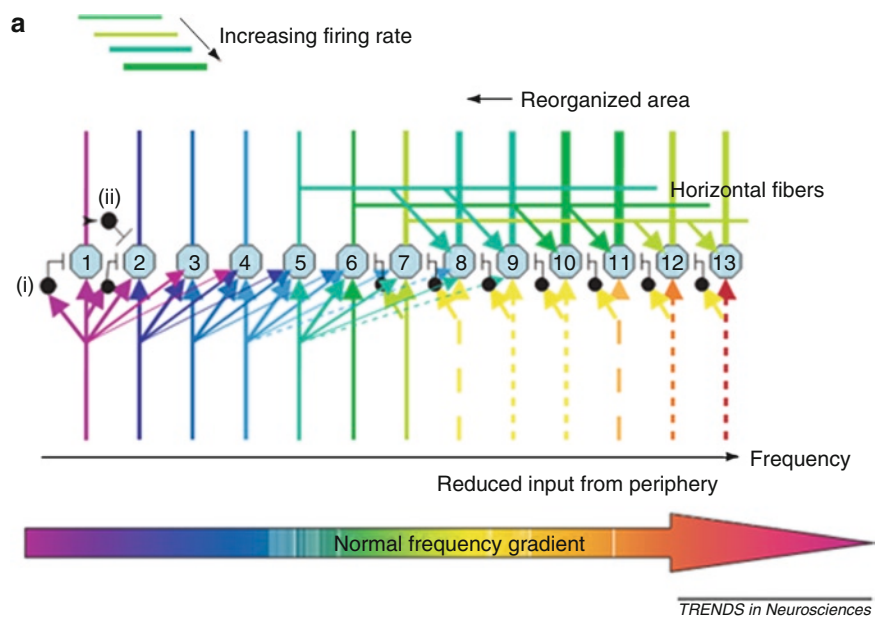 a
Increasing firing rate
Reorganized area
Horizontal fibers
(ii)
(i)
1 2 3 4 5 6 7 8 9 10 11 12 13
Frequency
Reduced input from periphery
Normal frequency gradient
TRENDS in Neurosciences